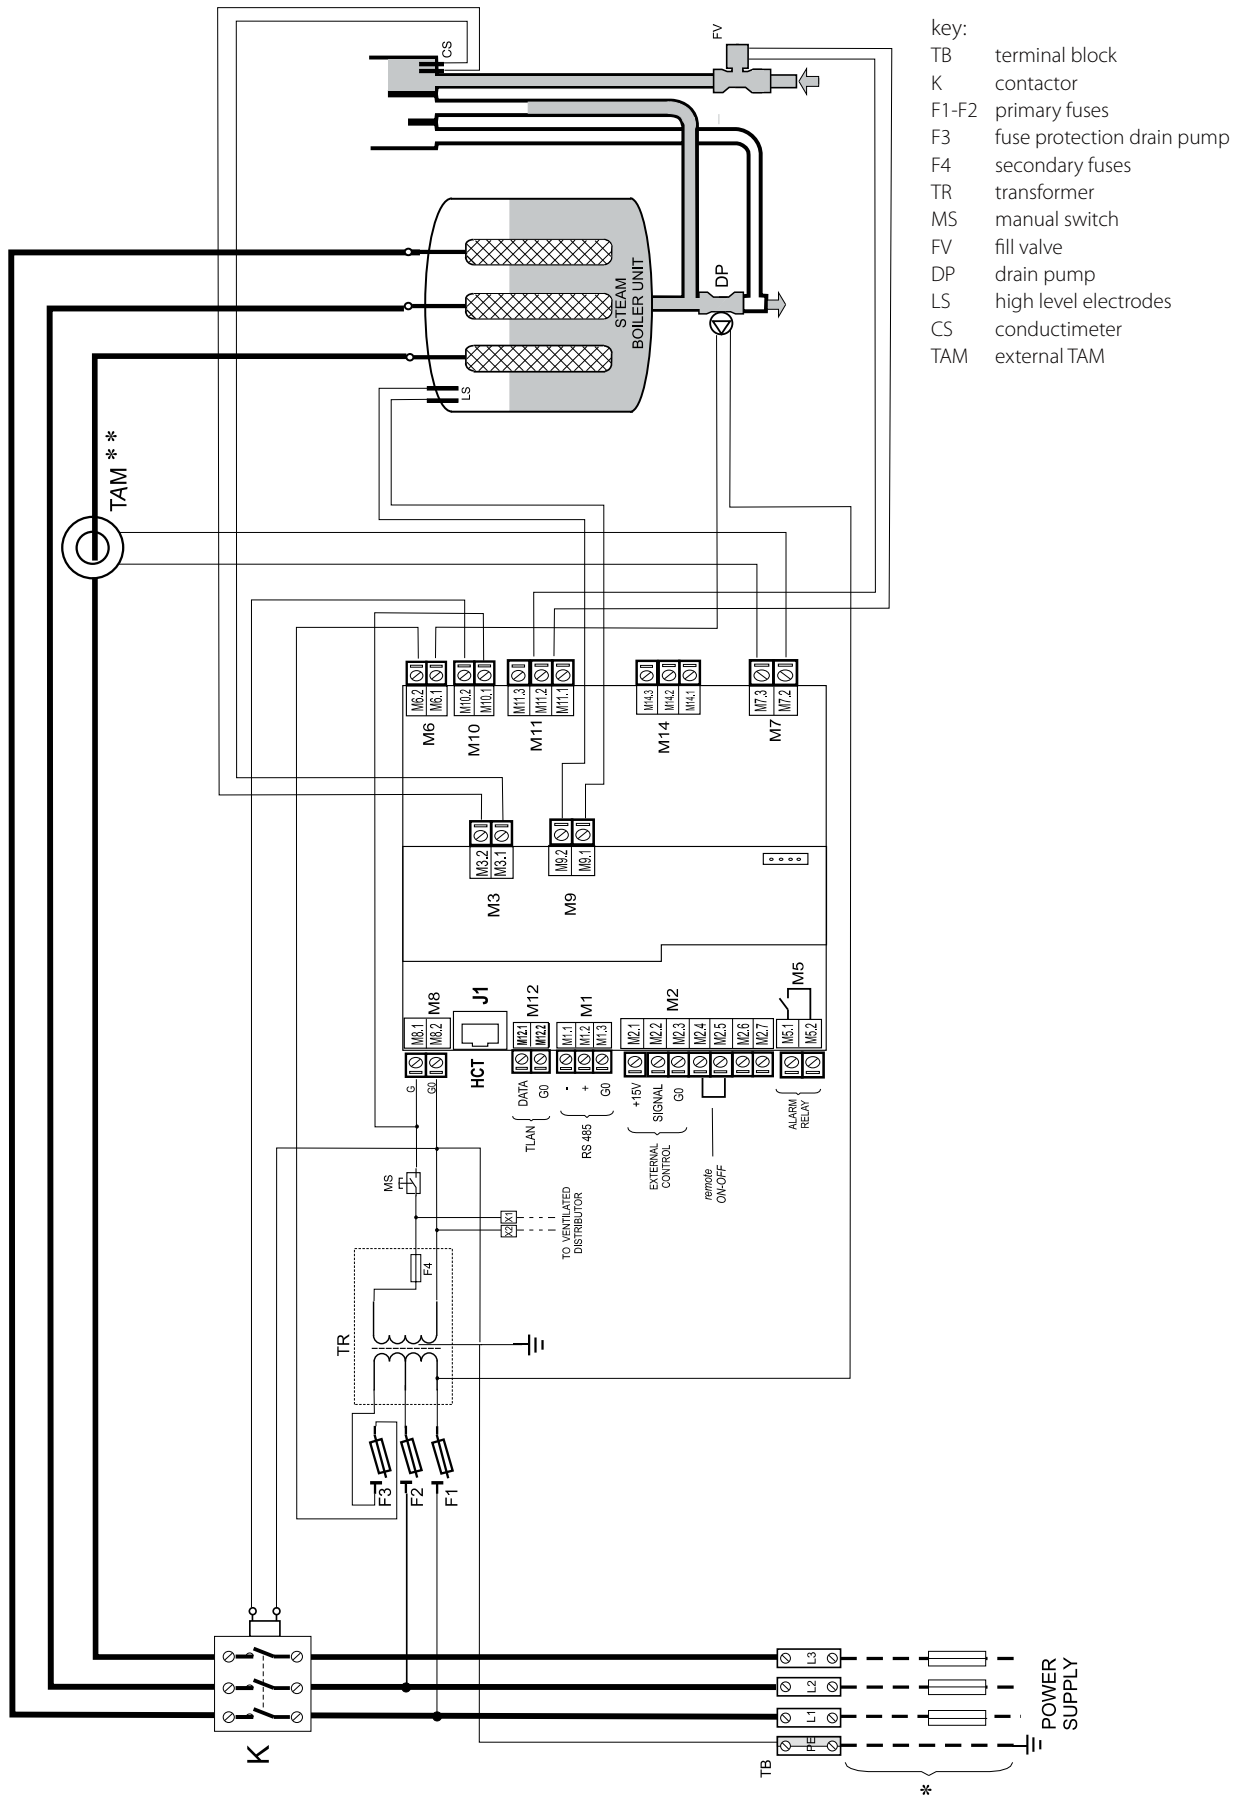 key:
TB terminal block
K contactor
F1-F2 primary fuses
F3 fuse protection drain pump
F4 secondary fuses
TR transformer
MS manual switch
FV fill valve
DP drain pump
LS high level electrodes
CS conductimeter
TAM external TAM
CS
FV
STEAM
BOILER UNIT
DP
LS
TAM * *
M6.2
M6.1
M10.2
M10.1
M11.3
M11.2
M11.1
M14.3
M14.2
M14.1
M7.3
M7.2
M6
M10
M11
M14
M7
M3.2
M3.1
M9.2
M9.1
M3
M9
M8
J1
M12
M1
M2
M5
M8.1
M8.2
HCT
M12.1
M12.2
M1.1
M1.2
M1.3
M2.1
M2.2
M2.3
M2.4
M2.5
M2.6
M2.7
M5.1
M5.2
G
G0
DATA
G0
TLAN
-
+
G0
RS 485
+15V
SIGNAL
G0
EXTERNAL
CONTROL
remote
ON-OFF
ALARM
RELAY
MS
X1
X2
TO VENTILATED
DISTRIBUTOR
F4
TR
F3
F2
F1
K
L3
L2
L1
PE
TB
POWER
SUPPLY
*